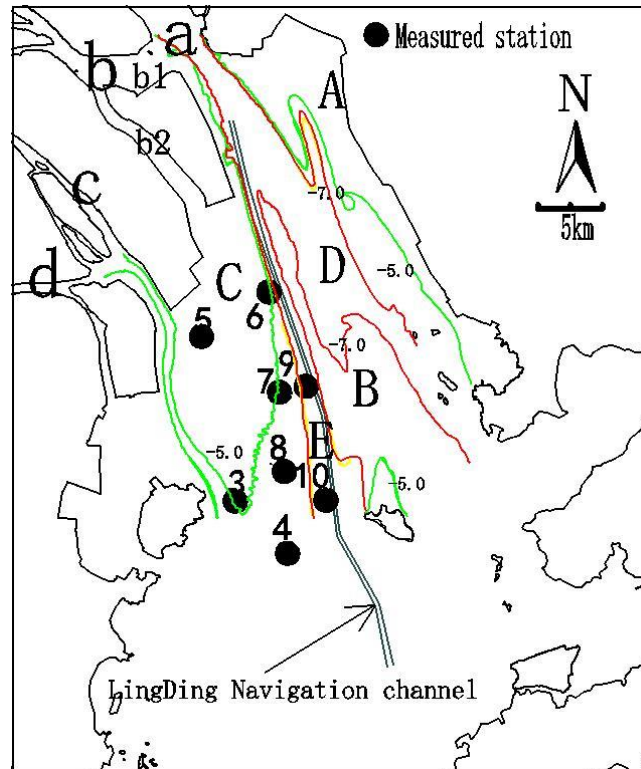 a
Measured station
b
b1
A
N
b2
-7.0
5km
c
D
-5.0
d
C
5
6
-7.0
9
7
B
E
-5.0
8
10
-5.0
3
4
LingDing Navigation channel